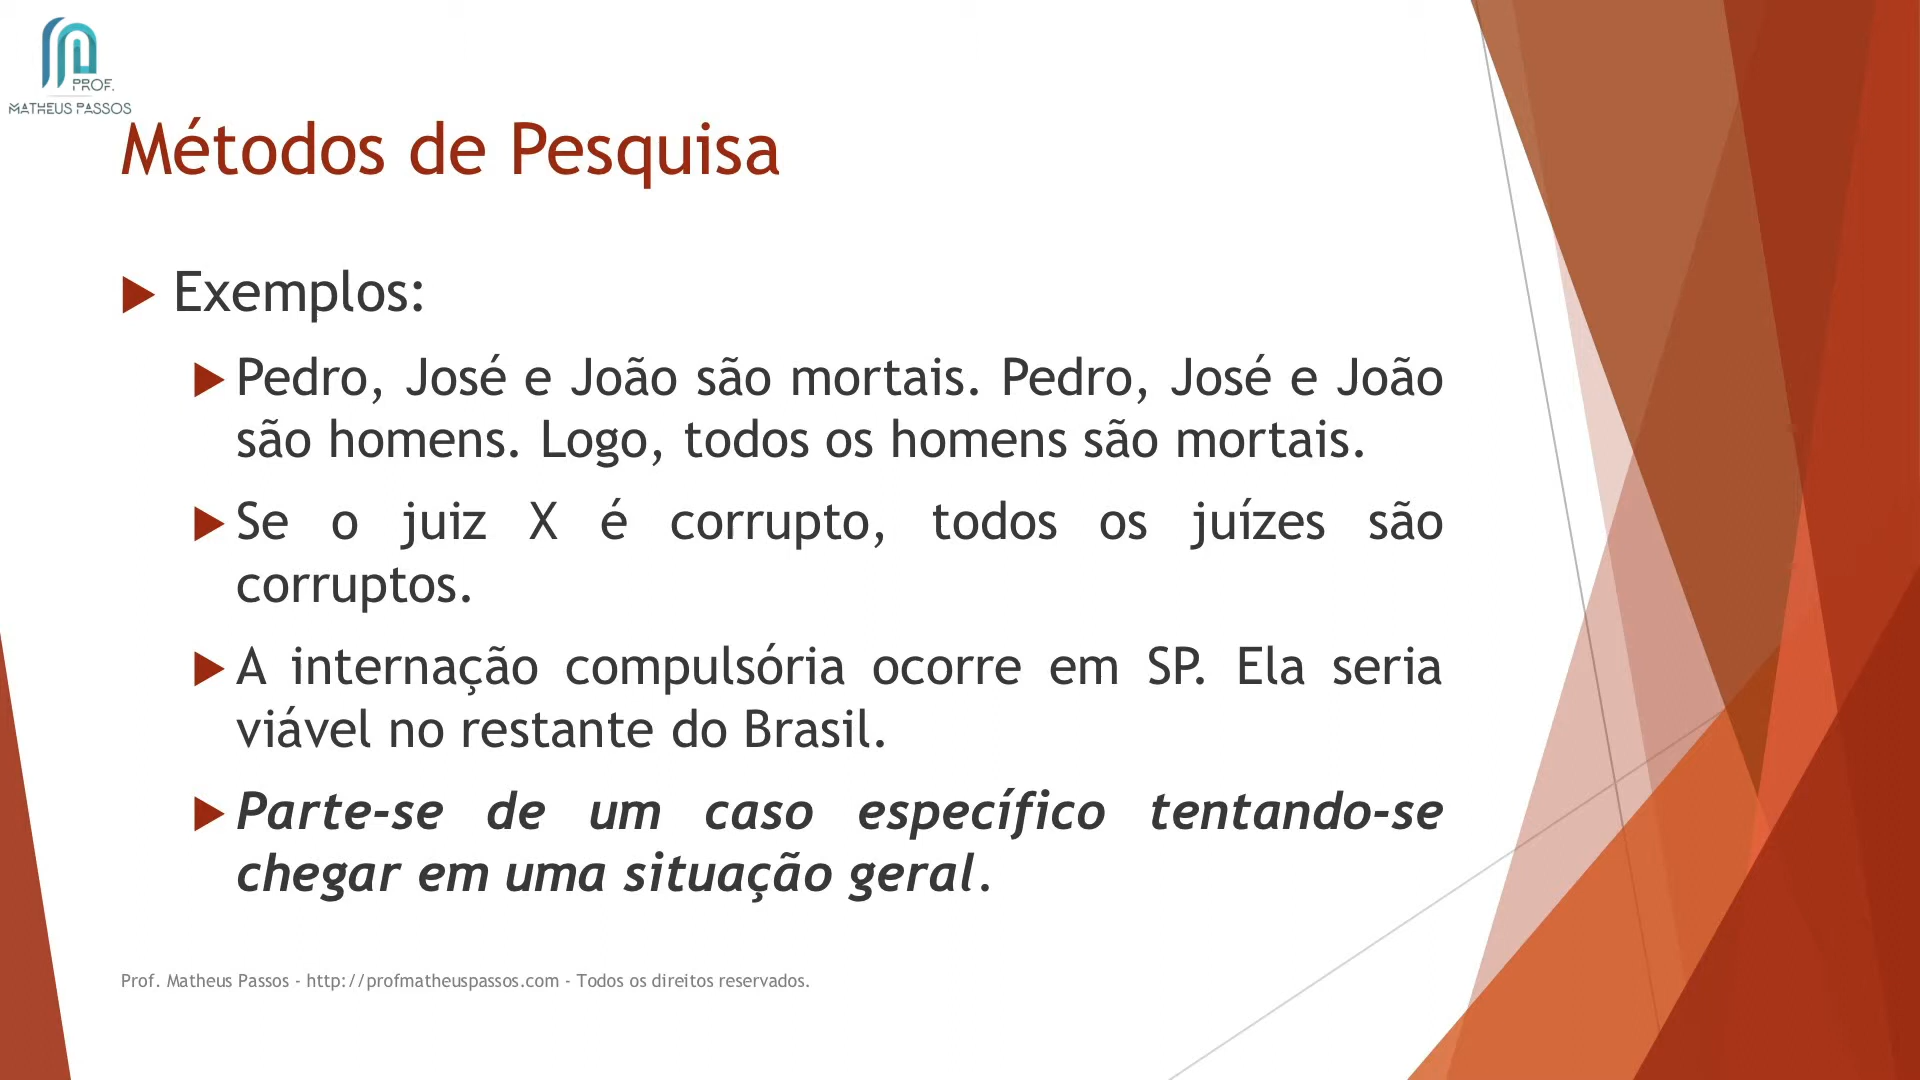 PROF.
MATHEUS PASSOS
Métodos de Pesquisa
Exemplos:
Pedro, José e João são mortais. Pedro, José e João
são homens. Logo, todos os homens são mortais.
Se o juiz X é corrupto, todos os juízes são
corruptos.
A internação compulsória ocorre em SP. Ela seria
viável no restante do Brasil.
Parte-se de um caso específico tentando-se
chegar em uma situação geral.
Prof. Matheus Passos - http://profmatheuspassos.com - Todos os direitos reservados.